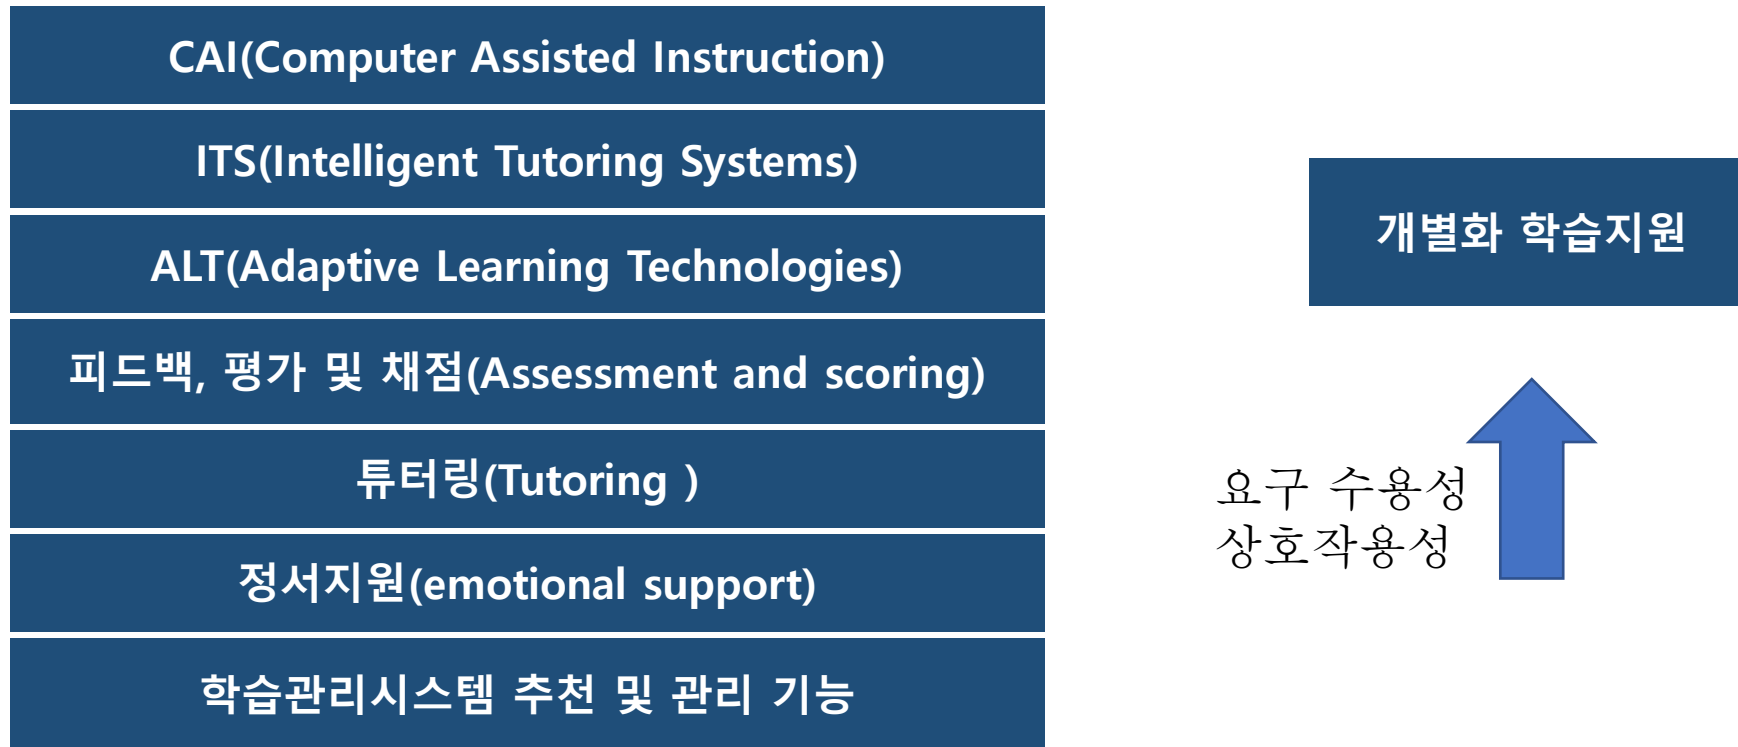 CAI(Computer Assisted Instruction)
ITS(Intelligent Tutoring Systems)
ALT(Adaptive Learning Technologies)
피드백, 평가 및 채점(Assessment and scoring)
튜터링(Tutoring )
정서지원(emotional support)
학습관리시스템 추천 및 관리 기능
개별화 학습지원
요구 수용성
상호작용성